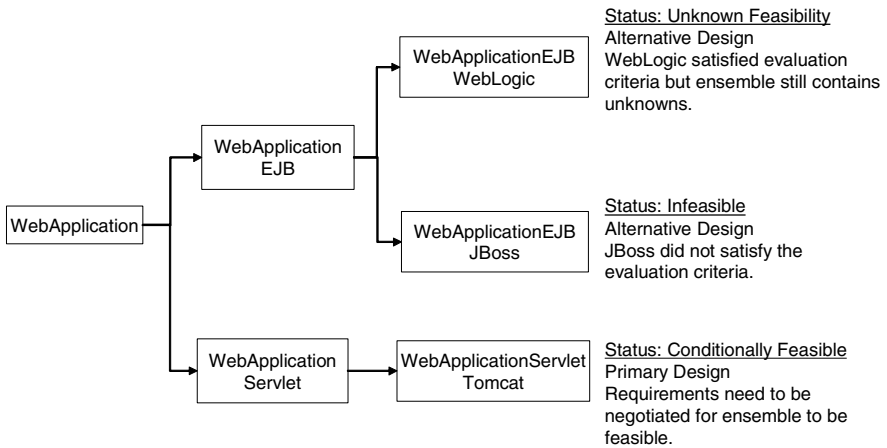 WebApplication
WebApplication
EJB
WebApplication
Servlet
WebApplicationEJB
WebLogic
WebApplicationEJB
JBoss
WebApplicationServlet
Tomcat
Status: Unknown Feasibility
Alternative Design
WebLogic satisfied evaluation
criteria but ensemble still contains
unknowns.
Status: Infeasible
Alternative Design
JBoss did not satisfy the
evaluation criteria.
Status: Conditionally Feasible
Primary Design
Requirements need to be
negotiated for ensemble to be
feasible.